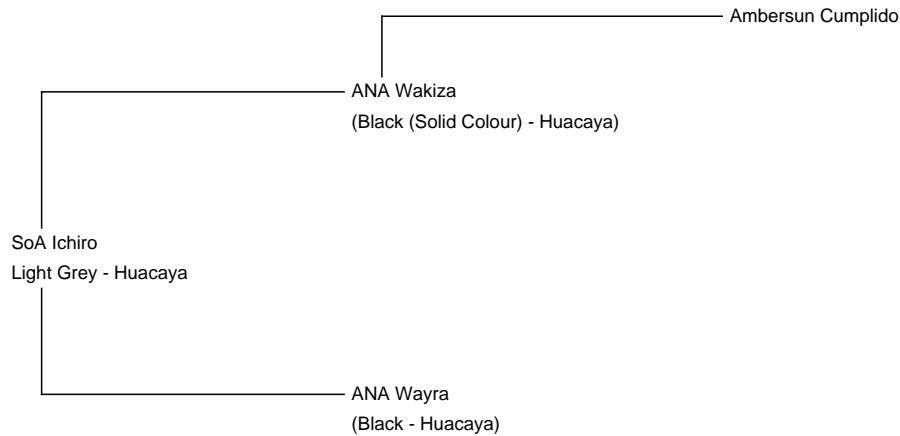 Ambersun Cumplido
ANA Wakiza
(Black (Solid Colour) - Huacaya)
SoA Ichiro
Light Grey - Huacaya
ANA Wayra
(Black - Huacaya)